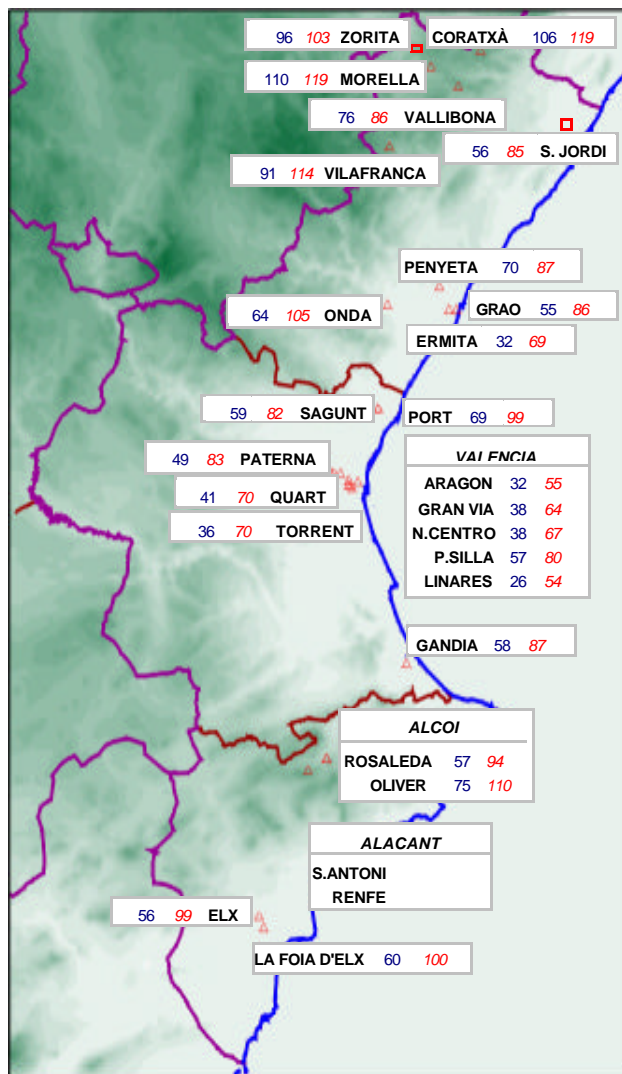 96 103 ZORITA
CORATXÀ 106 119
110 119 MORELLA
76 86 VALLIBONA
56 85 S. JORDI
91 114 VILAFRANCA
PENYETA 70 87
64 105 ONDA
GRAO 55 86
ERMITA 32 69
59 82 SAGUNT
PORT 69 99
49 83 PATERNA
41 70 QUART
36 70 TORRENT
VALENCIA
ARAGON 32 55
GRAN VIA 38 64
N.CENTRO 38 67
P.SILLA 57 80
LINARES 26 54
GANDIA 58 87
ALCOI
ROSALEDA 57 94
OLIVER 75 110
ALACANT
S.ANTONI
RENFE
56 99 ELX
LA FOIA D'ELX 60 100